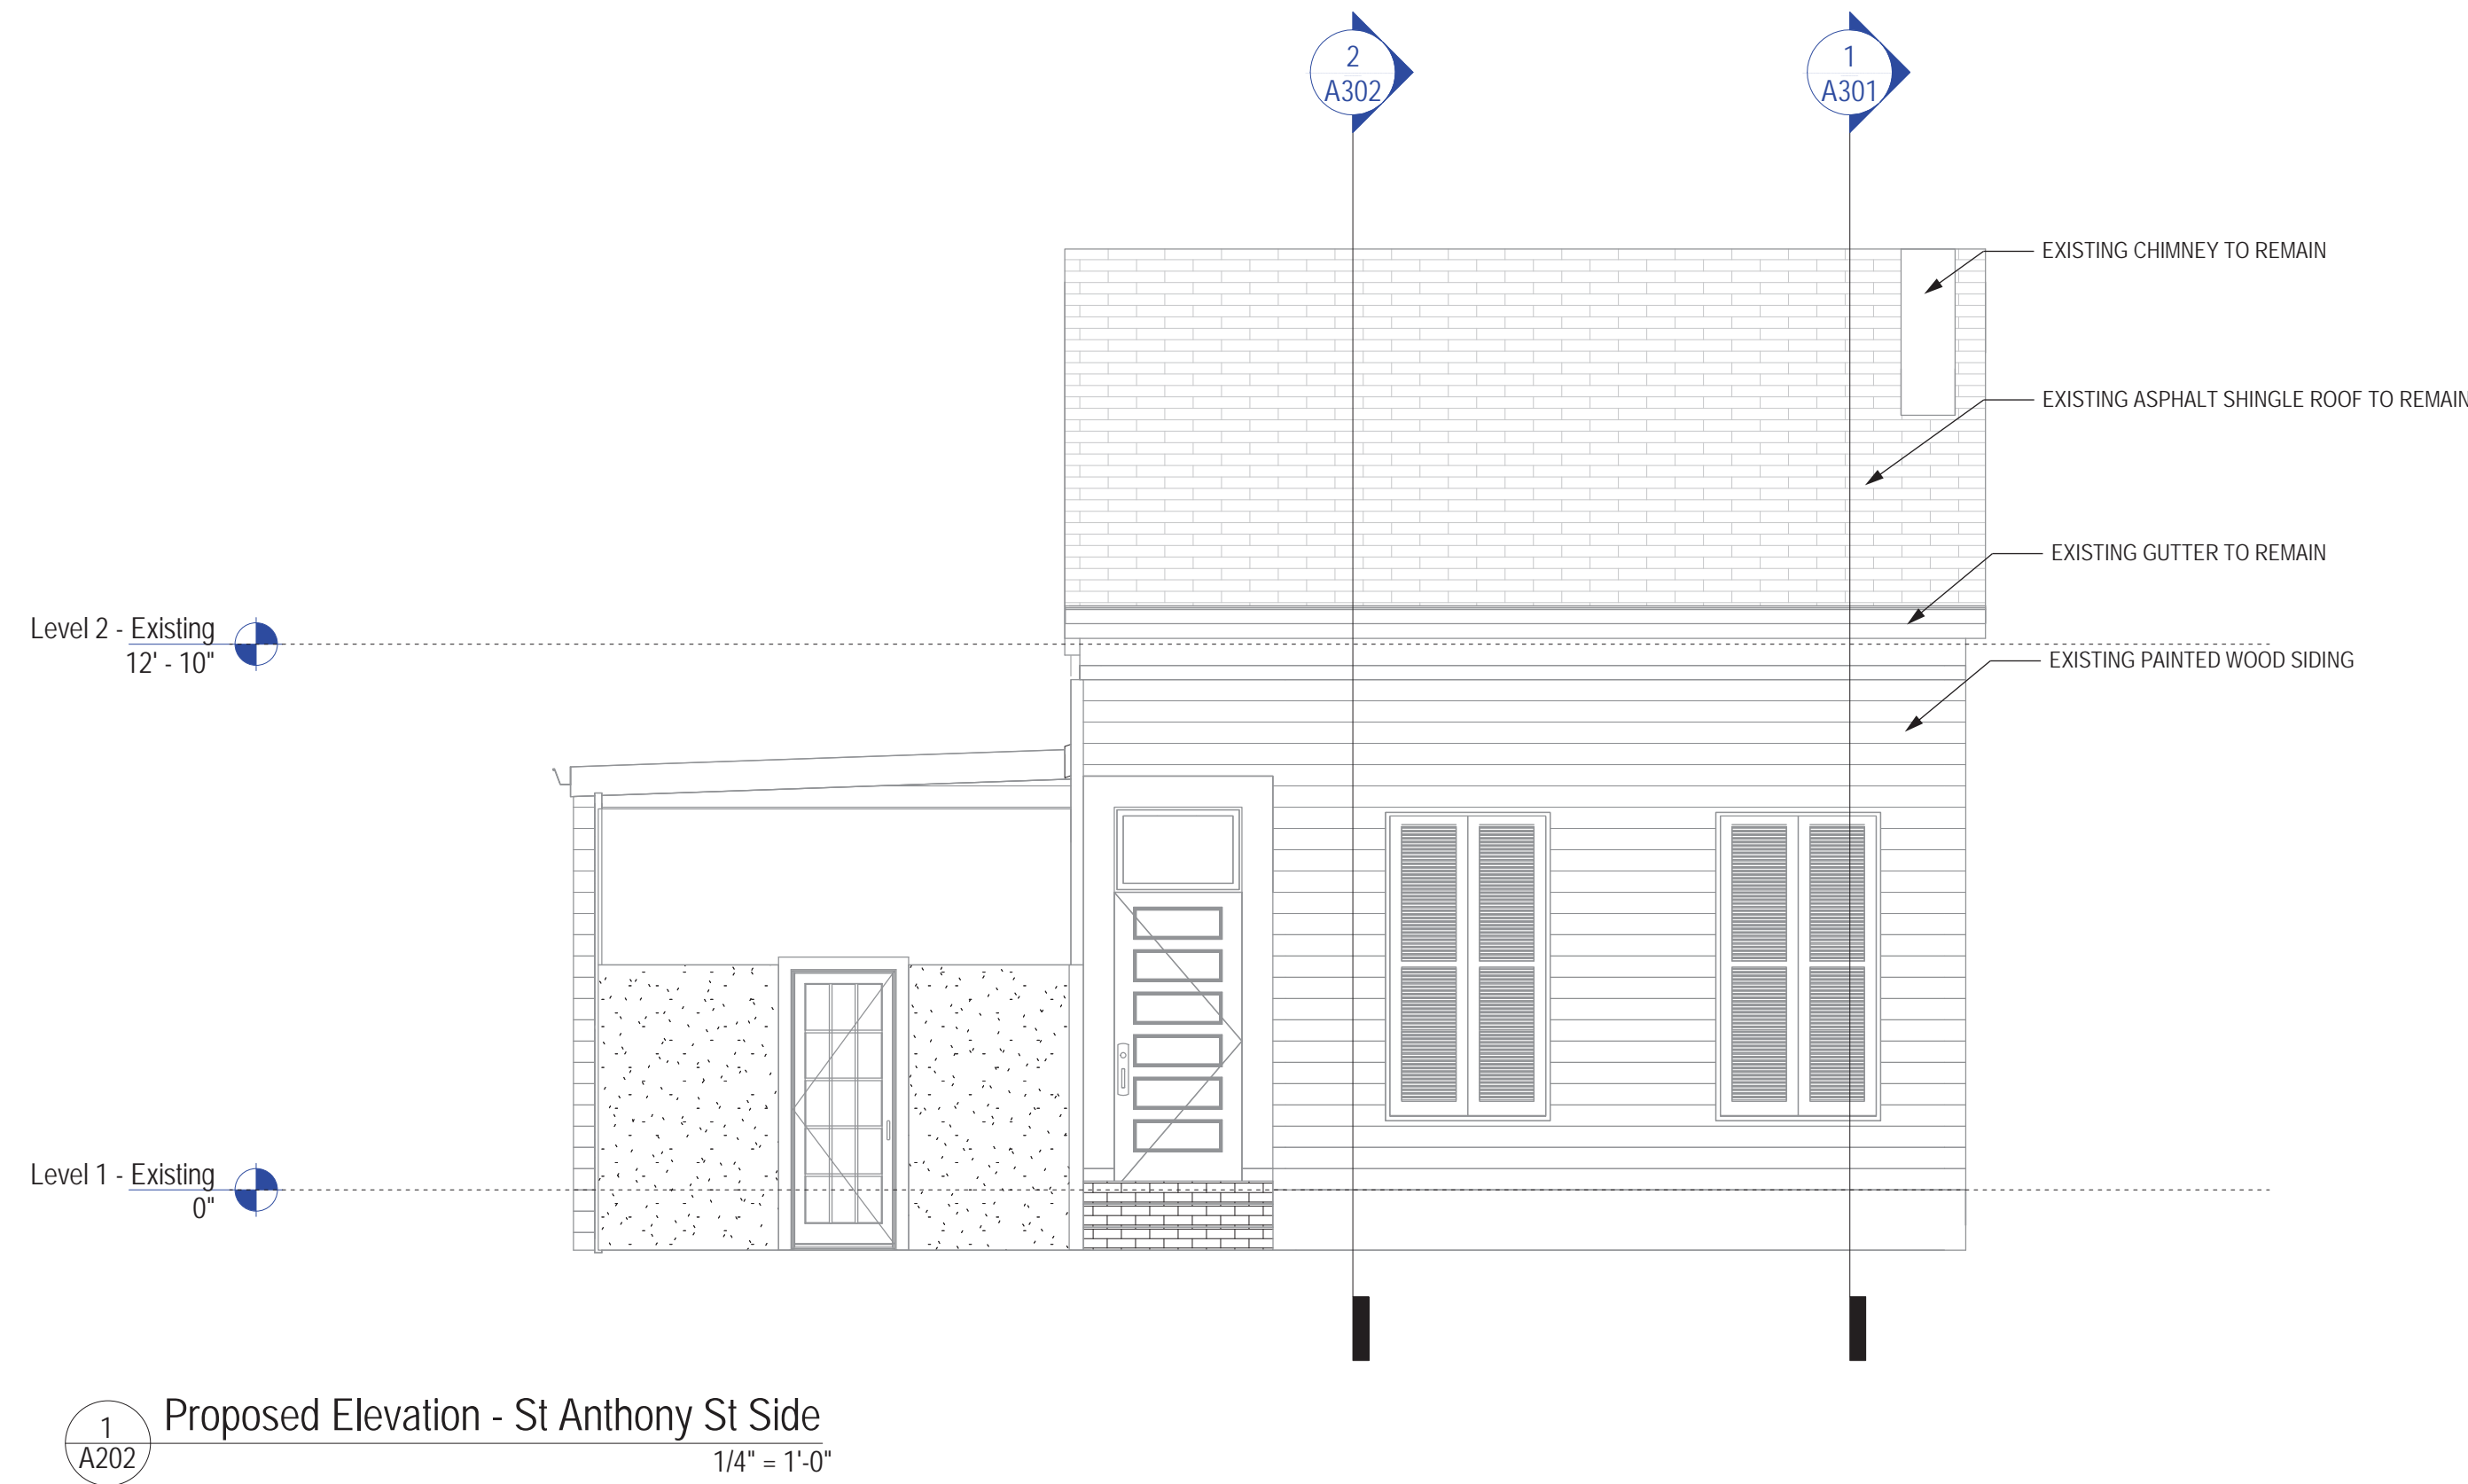 2
A302
1
A301
EXISTING CHIMNEY TO REMAIN
EXISTING ASPHALT SHINGLE ROOF TO REMAIN
EXISTING GUTTER TO REMAIN
Level 2 - Existing
12' - 10"
EXISTING PAINTED WOOD SIDING
Level 1 - Existing
0"
1
A202
Proposed Elevation - St Anthony St Side
1/4" = 1'-0"